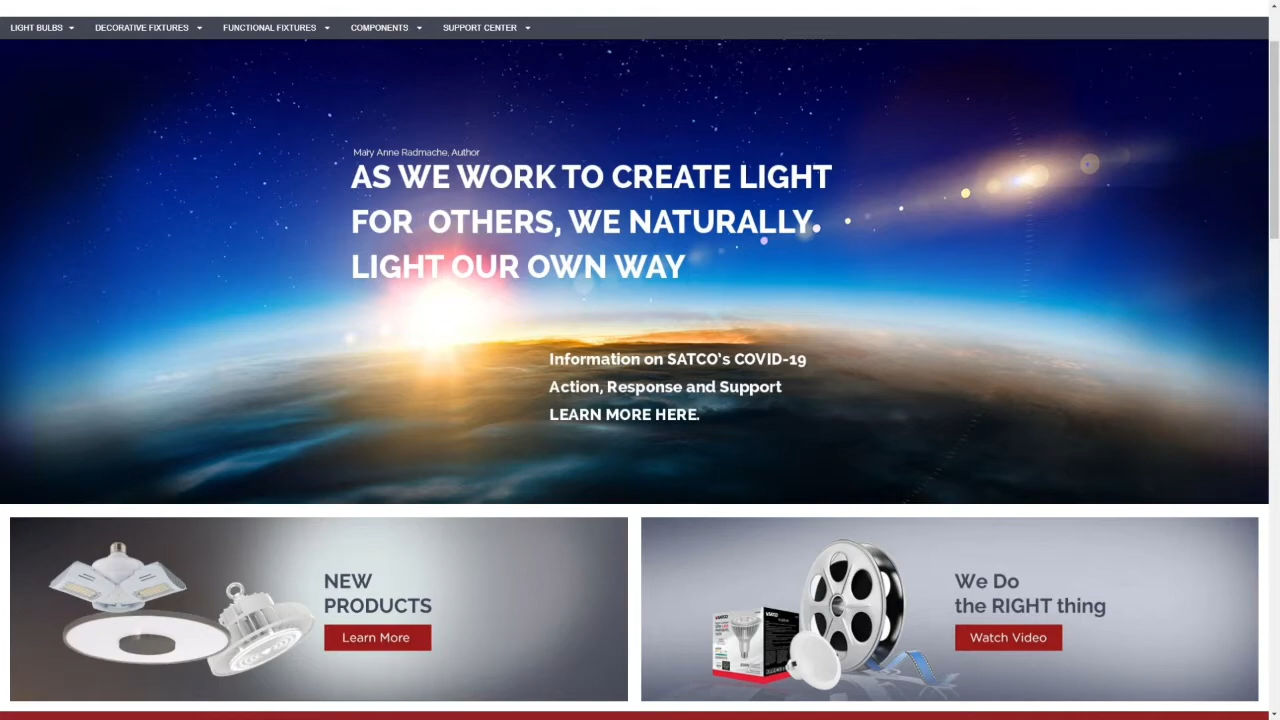 LIGHT BULBS
DECORATIVE FIXTURES
FUNCTIONAL FIXTURES
COMPONENTS
SUPPORT CENTER
Mary Anne Radmache, Author
AS WE WORK TO CREATE LIGHT
FOR OTHERS, WE NATURALLY
LIGHT OUR OWN WAY
Information on SATCO's COVID-19
Action, Response and Support
LEARN MORE HERE.
NEW
PRODUCTS
Learn More
We Do
the RIGHT thing
Watch Video